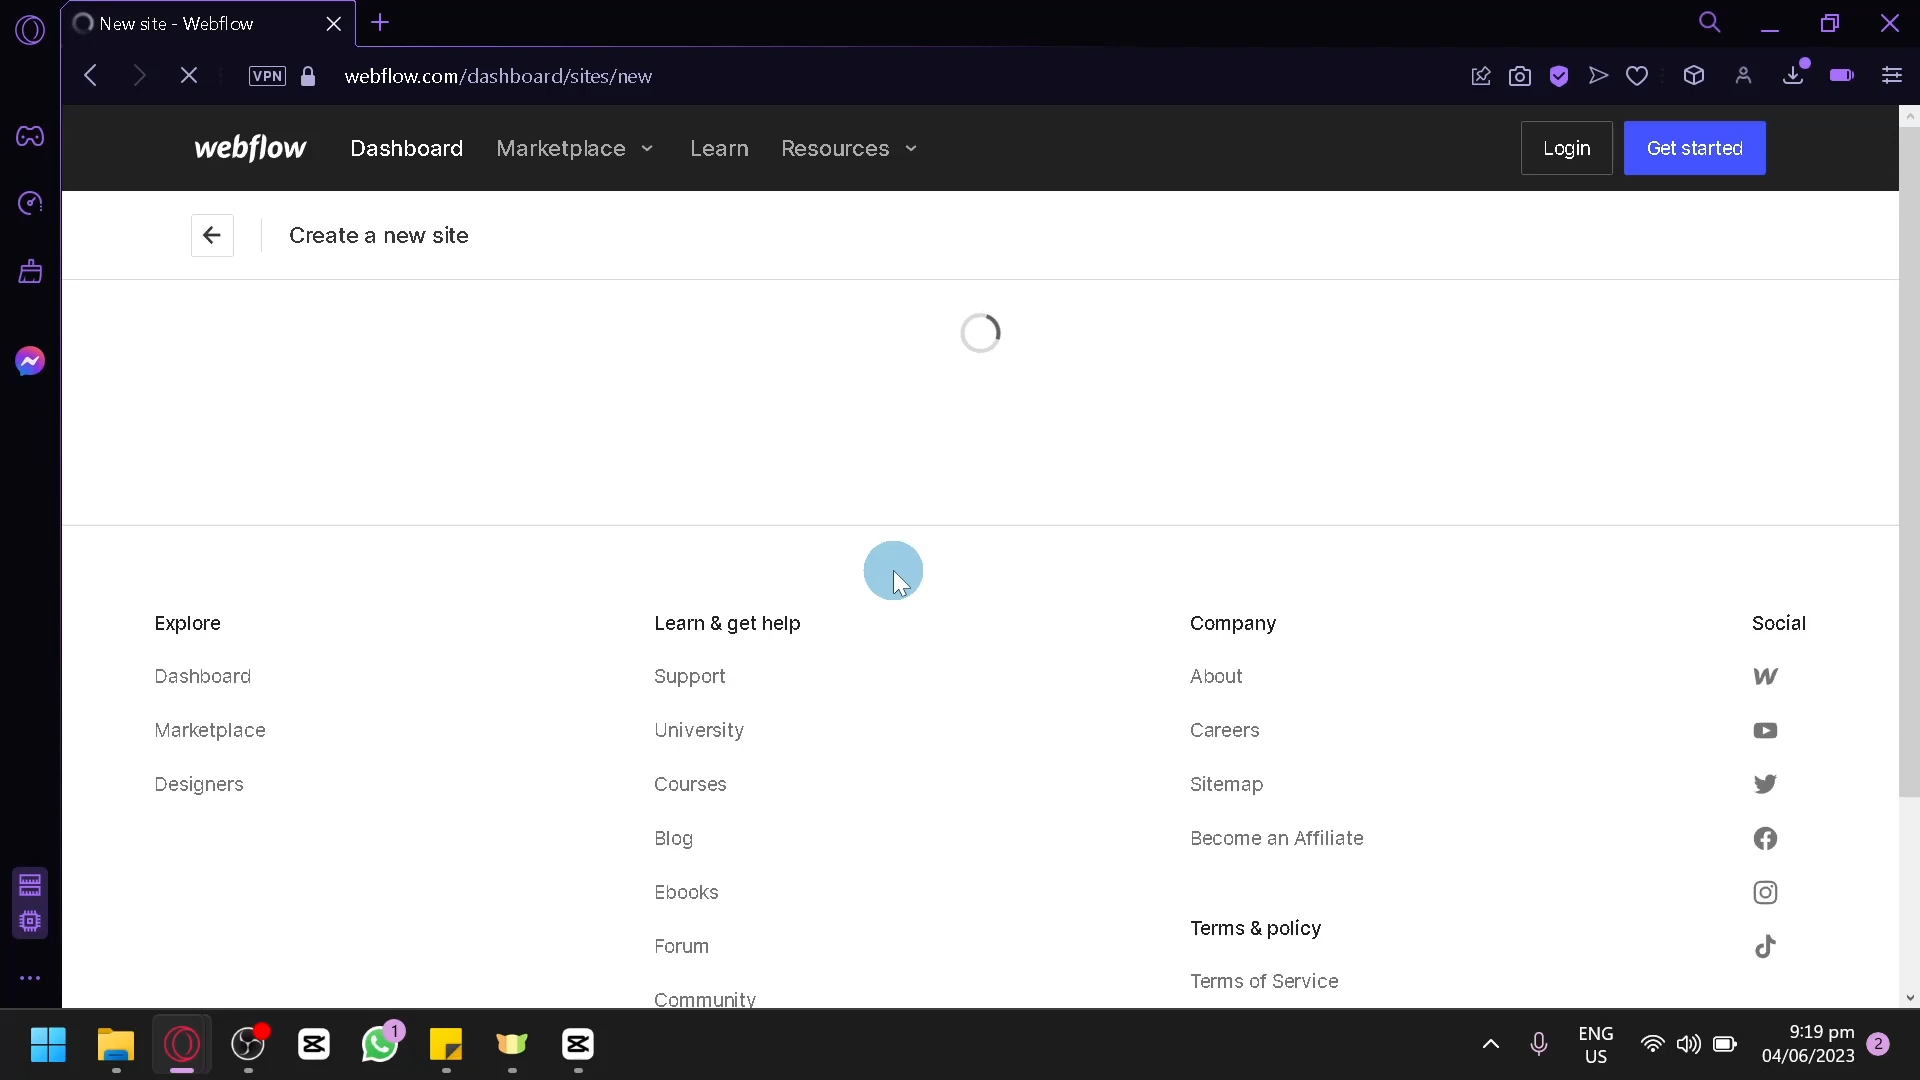 New site - Webflow
VPN
webflow.com/dashboard/sites/new
webflow
Dashboard
Marketplace
Learn
Resources
Login
Get started
Create a new site
Explore
Dashboard
Marketplace
Designers
Learn & get help
Support
University
Courses
Blog
Ebooks
Forum
Community
Company
About
Careers
Sitemap
Become an Affiliate
Terms & policy
Terms of Service
Social
1
ENG
US
9:19 pm
04/06/2023
2